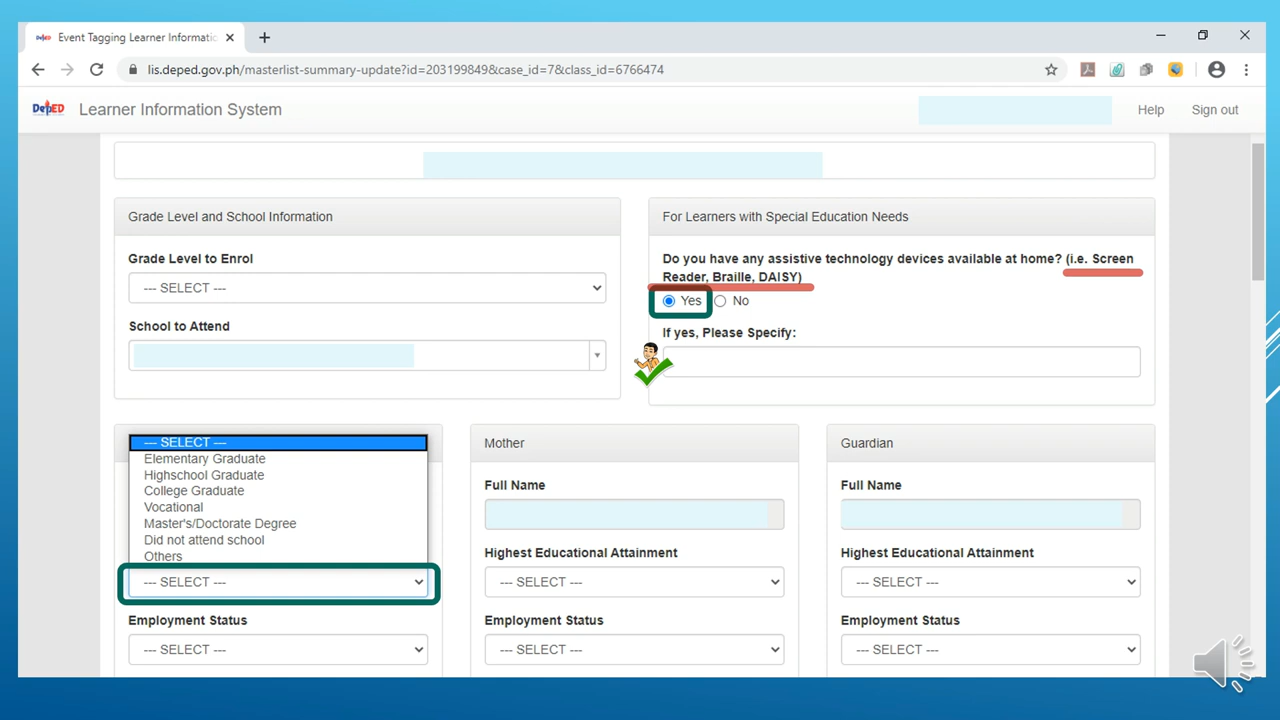 Event Tagging Learner Informatic
lis.deped.gov.ph/masterlist-summary-update?id=203199849&case_id=7&class_id=6766474
DepED
Learner Information System
Help
Sign out
Grade Level and School Information
Grade Level to Enrol
--- SELECT ---
School to Attend
For Learners with Special Education Needs
Do you have any assistive technology devices available at home? (i.e. Screen
Reader, Braille, DAISY)
Yes
No
If yes, Please Specify:
--- SELECT ---
Elementary Graduate
Highschool Graduate
College Graduate
Vocational
Master's/Doctorate Degree
Did not attend school
Others
--- SELECT ---
Employment Status
--- SELECT ---
Mother
Full Name
Highest Educational Attainment
--- SELECT ---
Employment Status
--- SELECT ---
Guardian
Full Name
Highest Educational Attainment
--- SELECT ---
Employment Status
--- SELECT ---